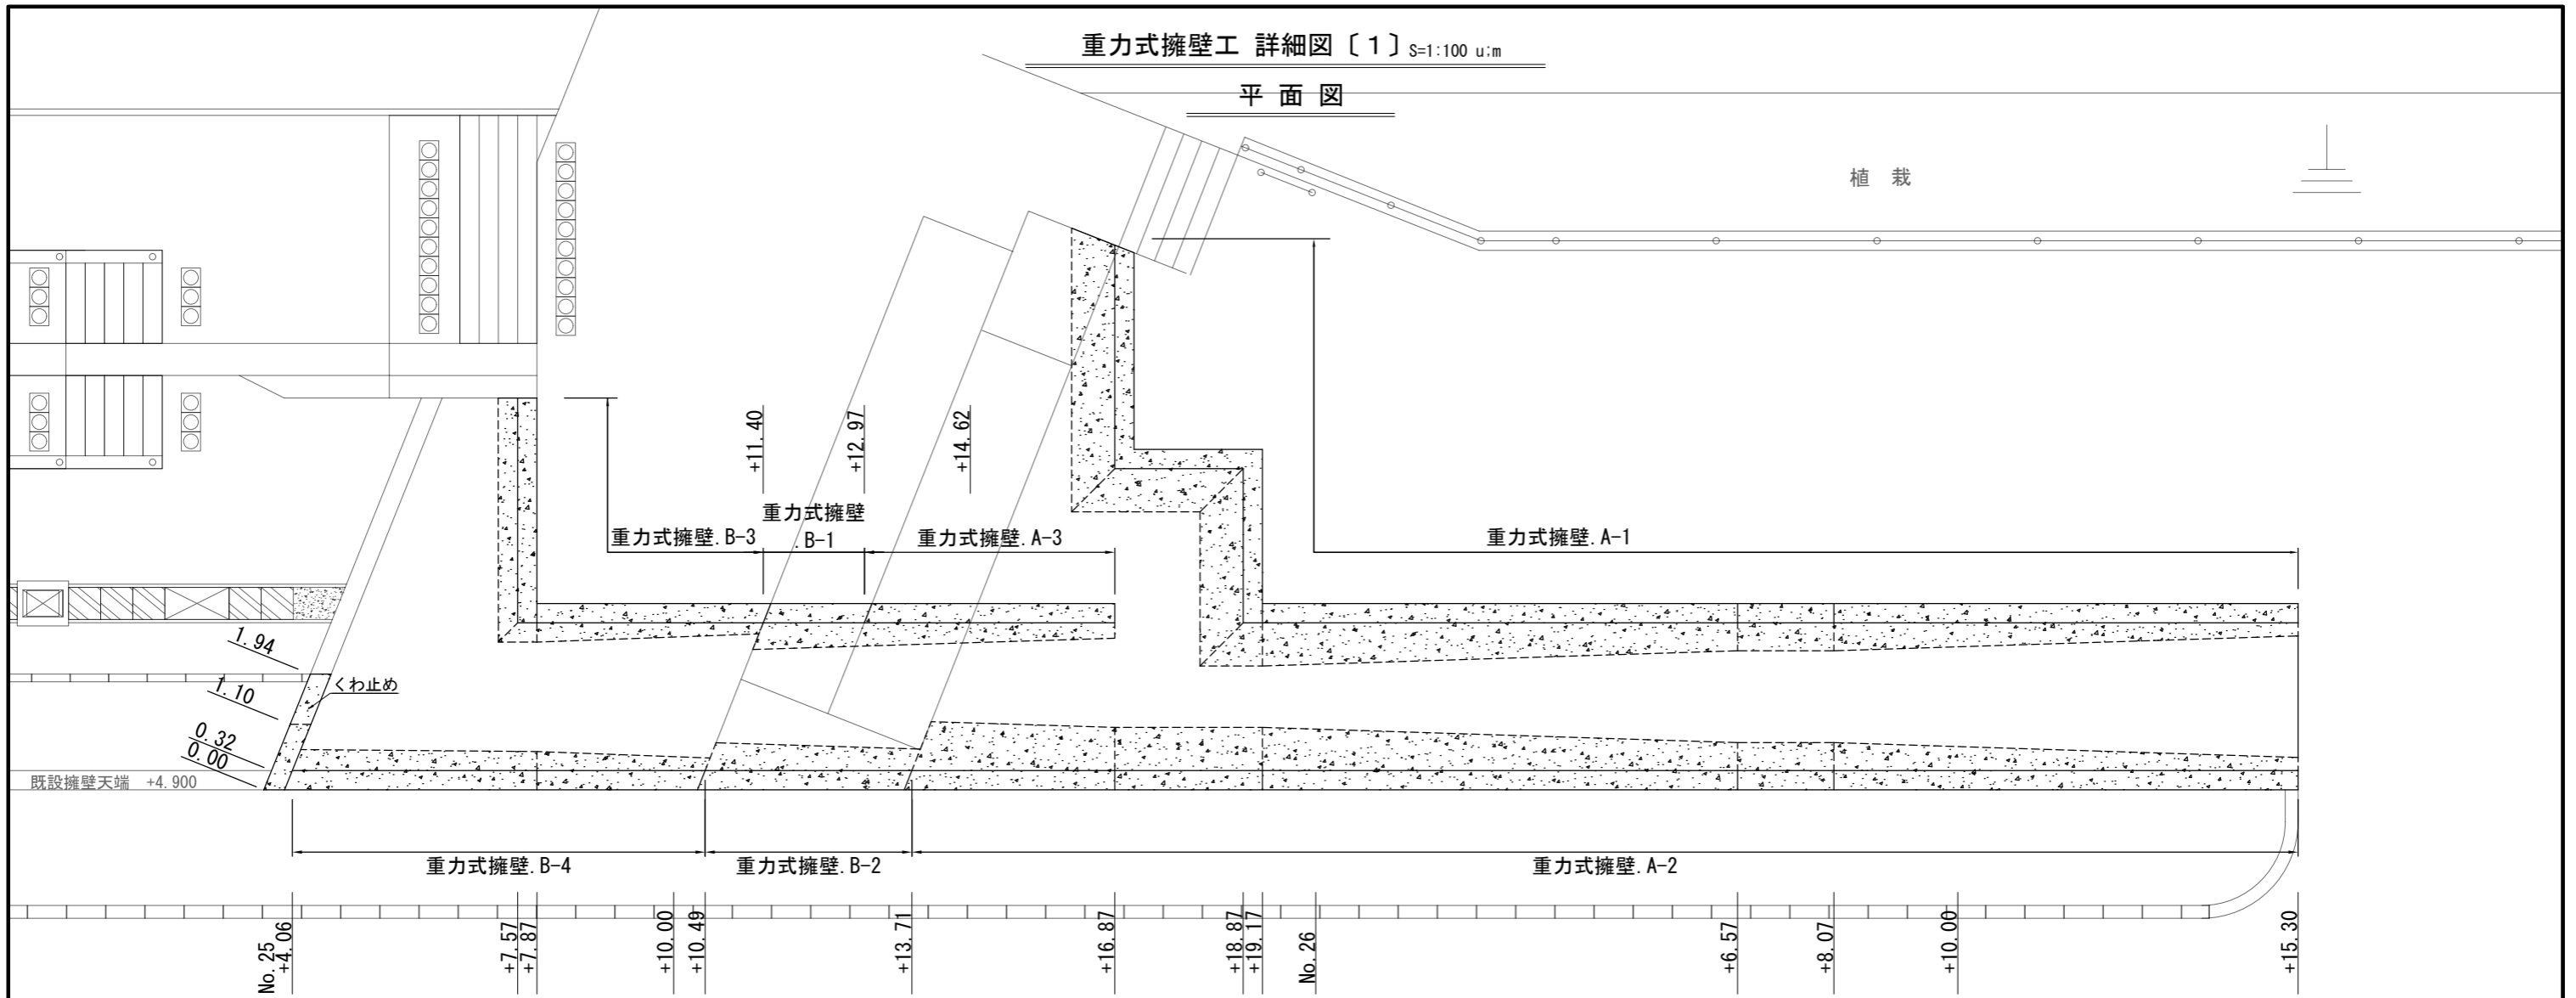 重力式擁壁工 詳細図〔1〕S=1:100 u:m
平 面 図
植 栽
+11.40
+12.97
+14.62
重力式擁壁.B-3
重力式擁壁
.B-1
重力式擁壁.A-3
重力式擁壁.A-1
1.94
1.10
くわ止め
0.32
0.00
既設擁壁天端 +4.900
重力式擁壁.B-4
重力式擁壁.B-2
重力式擁壁.A-2
No.25
+4.06
+7.57
+7.87
+10.00
+10.49
+13.71
+16.87
+18.87
+19.17
No.26
+6.57
+8.07
+10.00
+15.30